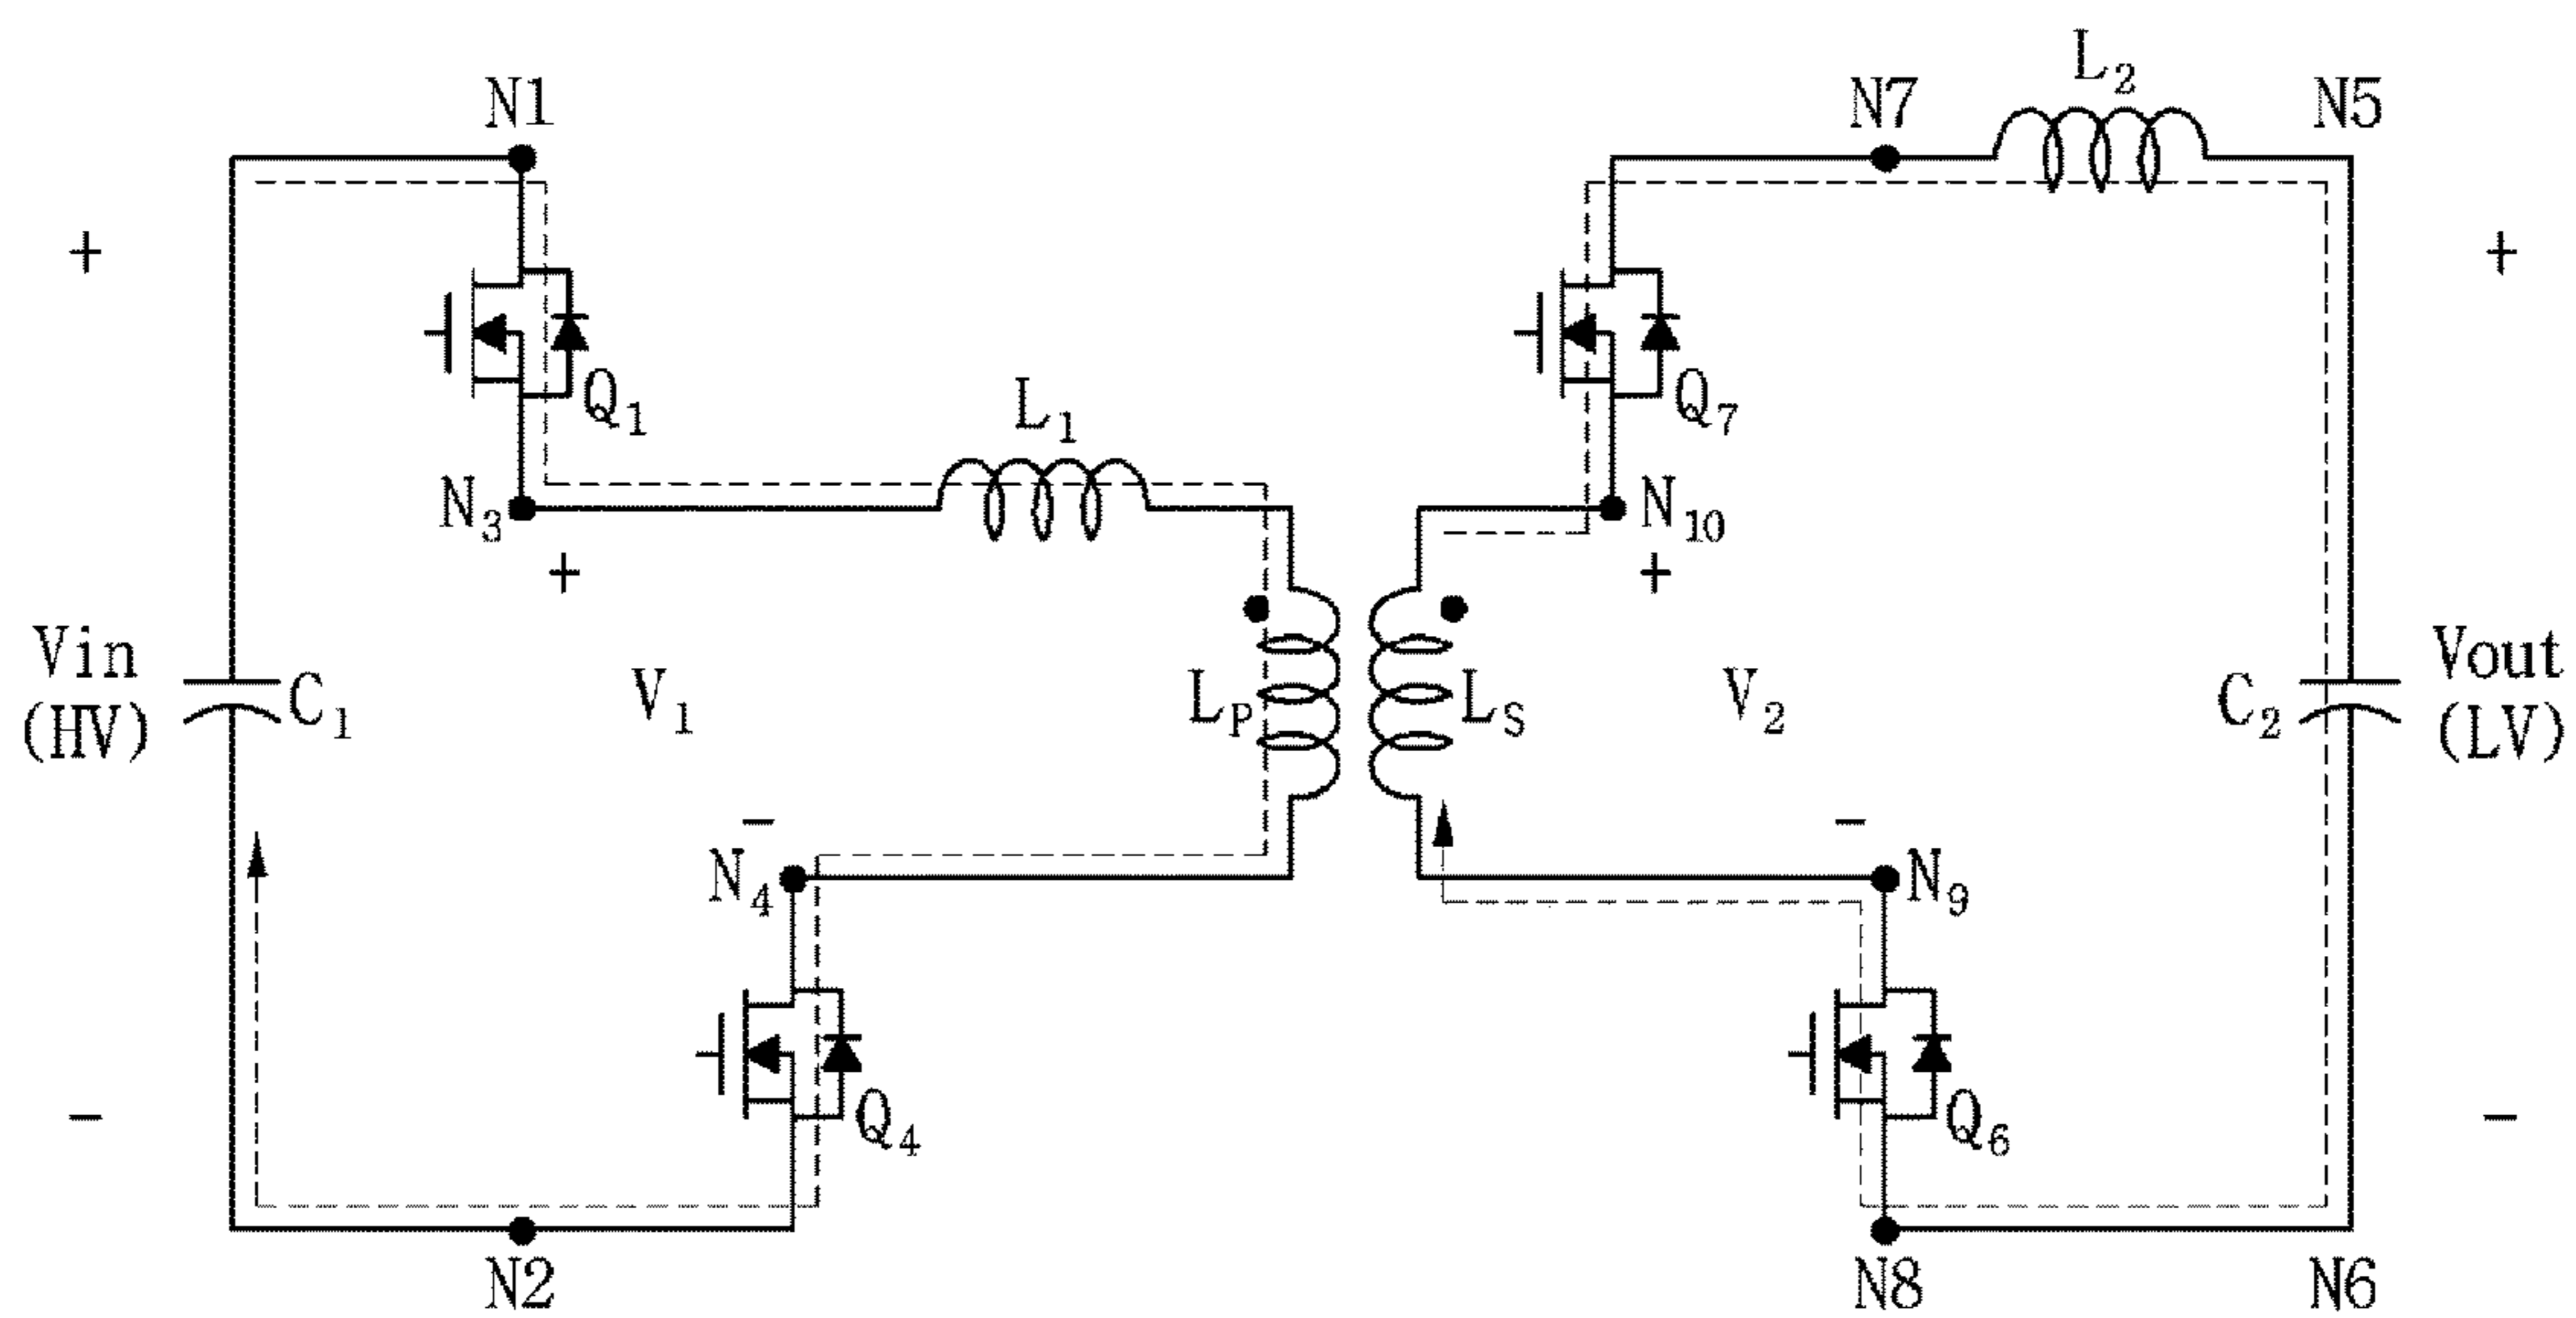 L2
N1
N7
N5
+
+
Q1
Q7
L1
N3
N10
+
+
Vin
(HV)
C1
V1
LP
LS
V2
C2
Vout
(LV)
-
-
N4
N9
-
-
Q4
Q6
N2
N8
N6